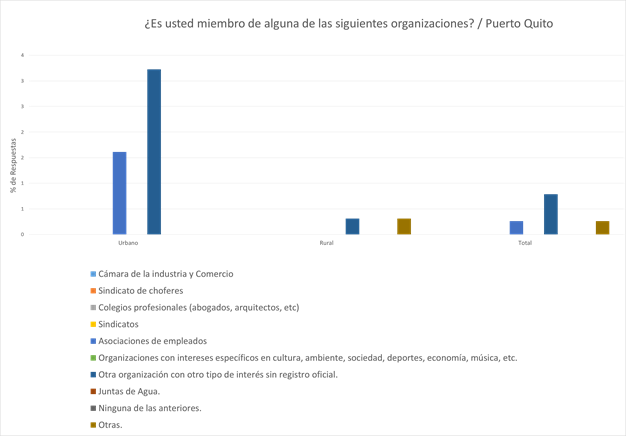 ¿Es usted miembro de alguna de las siguientes organizaciones? / Puerto Quito
4
3
3
2
2
1
1
0
% de Respuestas
Urbano
Rural
Total
Cámara de la industria y Comercio
Sindicato de choferes
Colegios profesionales (abogados, arquitectos, etc)
Sindicatos
Asociaciones de empleados
Organizaciones con intereses específicos en cultura, ambiente, sociedad, deportes, economía, música, etc.
Otra organización con otro tipo de interés sin registro oficial.
Juntas de Agua.
Ninguna de las anteriores.
Otras.